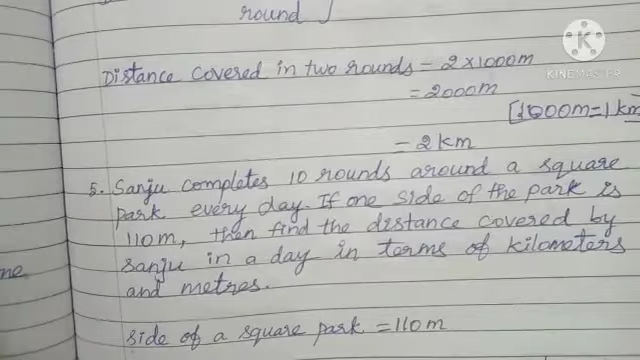 round
Distance covered in two rounds = 2 × 1000m
= 2000m
[1000m = 1 km
= 2 km
5. Sanju completes 10 rounds around a square
park every day. If one side of the park is
110m, then find the distance covered by
Sanju in a day in terms of kilometers
and metres.
side of a square park = 110m
KINEMASTER